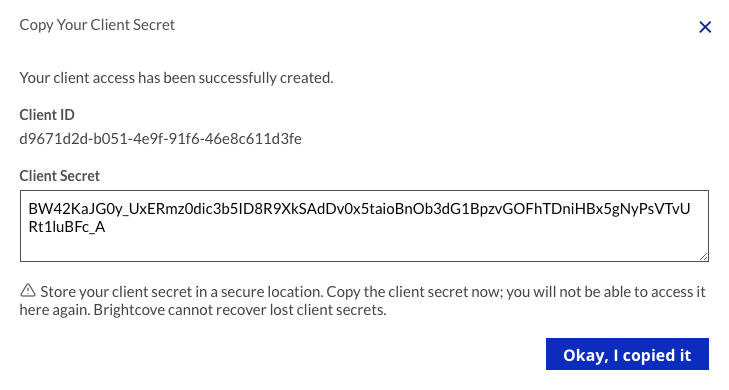 Copy Your Client Secret
Your client access has been successfully created.
Client ID
d9671d2d-b051-4e9f-91f6-46e8c611d3fe
Client Secret
BW42KaJG0y_UxERmz0dic3b5ID8R9XkSAdDv0x5taioBnOb3dG1BpzvGOFhTDniHBx5gNyPsVTvU
Rt1luBFc_A
Store your client secret in a secure location. Copy the client secret now; you will not be able to access it
here again. Brightcove cannot recover lost client secrets.
Okay, I copied it